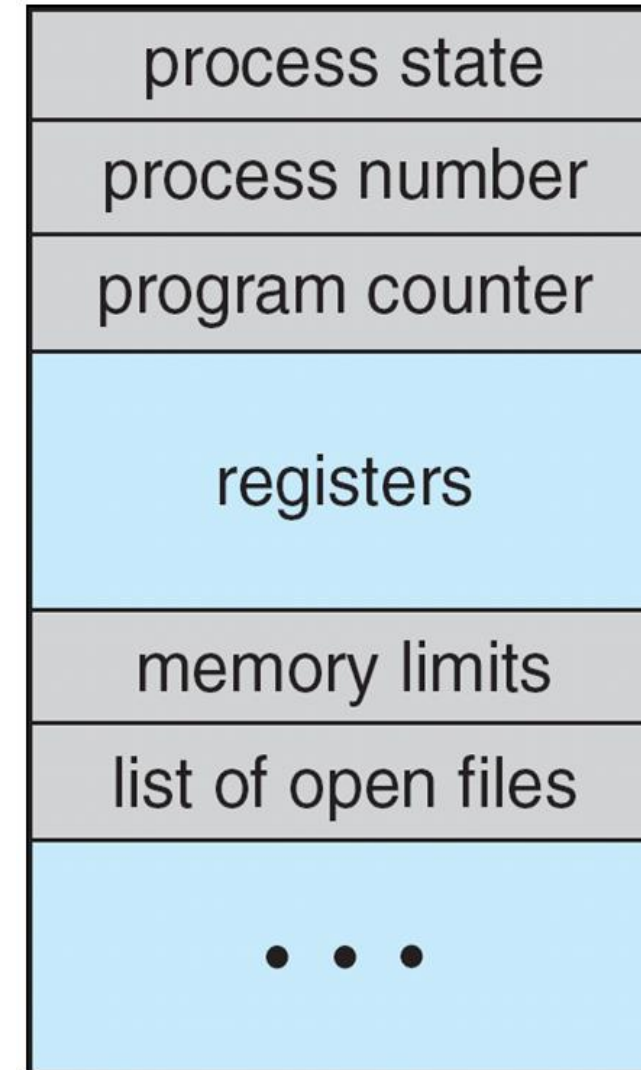 process state
process number
program counter
registers
memory limits
list of open files
• • •